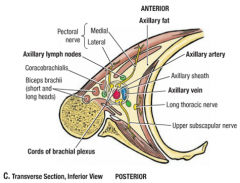 ANTERIOR
Axillary fat
Pectoral nerve
Medial
Lateral
Axillary lymph nodes
Coracobrachialis
Biceps brachii
(short and
long heads)
Axillary artery
Axillary sheath
Axillary vein
Long thoracic nerve
Upper subscapular nerve
Cords of brachial plexus
C. Transverse Section, Inferior View
POSTERIOR